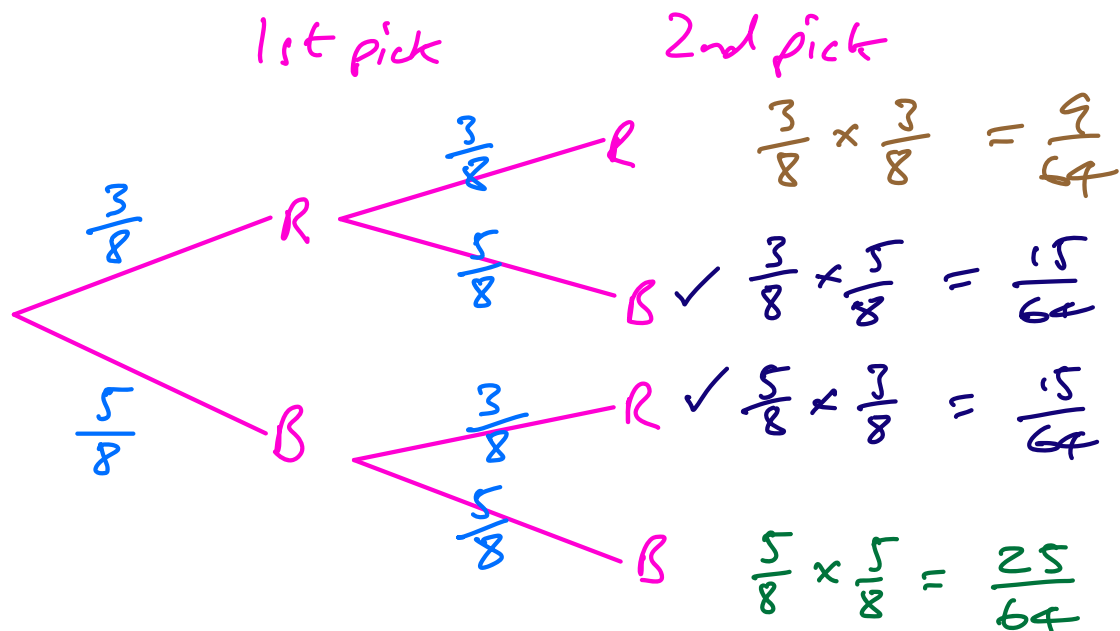 1st pick 2nd pick
3/8 R 3/8 R 3/8 × 3/8 = 9/64
5/8 B ✓ 3/8 × 5/8 = 15/64
5/8 B 3/8 R ✓ 5/8 × 3/8 = 15/64
5/8 B 5/8 × 5/8 = 25/64